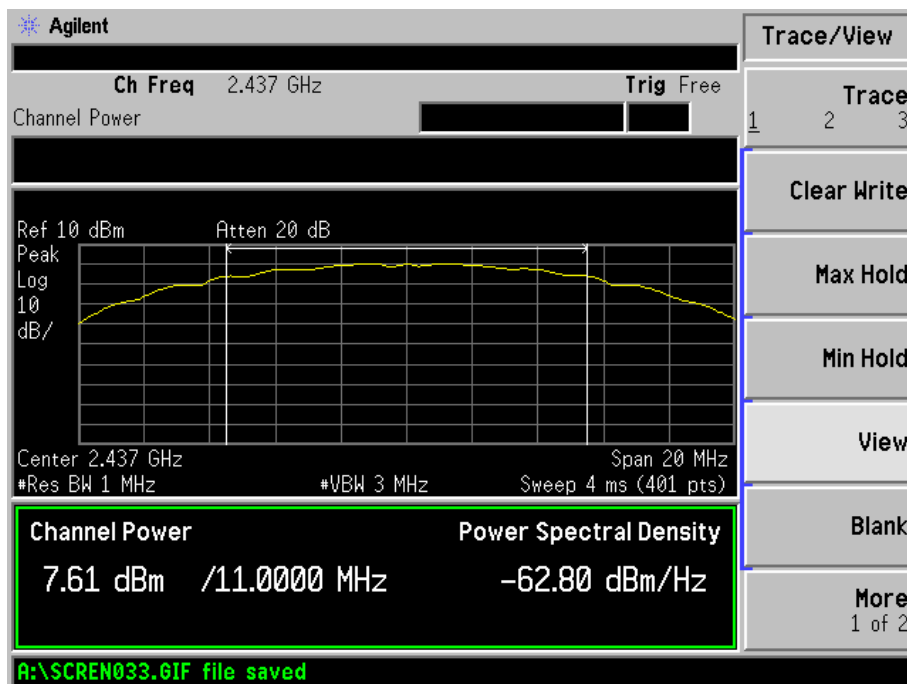 Agilent
Trace/View
Ch Freq 2.437 GHz Trig Free
Channel Power
Trace
1 2 3
Clear Write
Max Hold
Min Hold
View
Blank
More
1 of 2
Ref 10 dBm Atten 20 dB
Peak
Log
10
dB/
Center 2.437 GHz Span 20 MHz
#Res BW 1 MHz #VBW 3 MHz Sweep 4 ms (401 pts)
Channel Power Power Spectral Density
7.61 dBm /11.0000 MHz -62.80 dBm/Hz
A:\SCREN033.GIF file saved